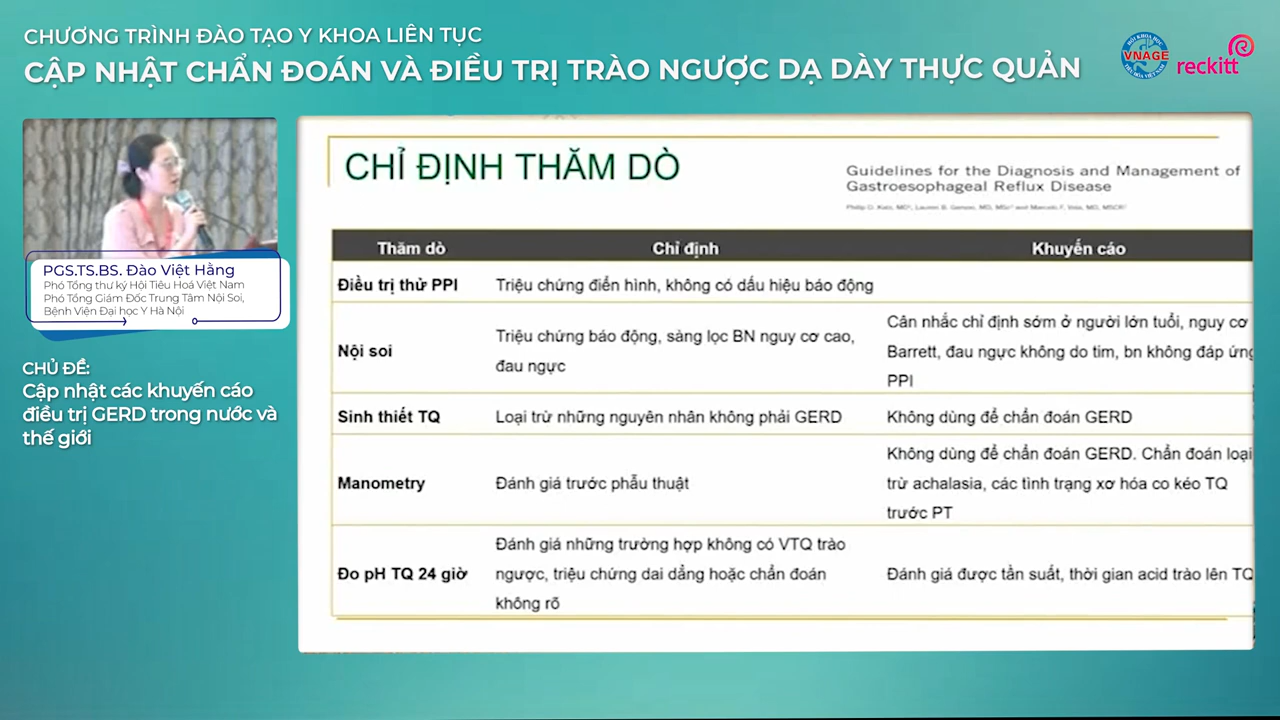 CHƯƠNG TRÌNH ĐÀO TẠO Y KHOA LIÊN TỤC
CẬP NHẬT CHẨN ĐOÁN VÀ ĐIỀU TRỊ TRÀO NGƯỢC DẠ DÀY THỰC QUẢN
HỘI KHOA HỌC
VNAGE
TIÊU HÓA VIỆT NAM
reckitt
PGS.TS.BS. Đào Việt Hằng
Phó Tổng thư ký Hội Tiêu Hoá Việt Nam
Phó Tổng Giám Đốc Trung Tâm Nội Soi,
Bệnh Viện Đại học Y Hà Nội
CHỦ ĐỀ:
Cập nhật các khuyến cáo
điều trị GERD trong nước và
thế giới
CHỈ ĐỊNH THĂM DÒ
Guidelines for the Diagnosis and Management of
Gastroesophageal Reflux Disease
Thăm dò Chỉ định Khuyến cáo
Điều trị thử PPI Triệu chứng điển hình, không có dấu hiệu báo động
Nội soi
Triệu chứng báo động, sàng lọc BN nguy cơ cao,
đau ngực
Cân nhắc chỉ định sớm ở người lớn tuổi, nguy cơ
Barrett, đau ngực không do tim, bn không đáp ứng
PPI
Sinh thiết TQ Loại trừ những nguyên nhân không phải GERD Không dùng để chẩn đoán GERD
Manometry Đánh giá trước phẫu thuật
Không dùng để chẩn đoán GERD. Chẩn đoán loại
trừ achalasia, các tình trạng xơ hóa co kéo TQ
trước PT
Đo pH TQ 24 giờ
Đánh giá những trường hợp không có VTQ trào
ngược, triệu chứng dai dẳng hoặc chẩn đoán
không rõ
Đánh giá được tần suất, thời gian acid trào lên TQ